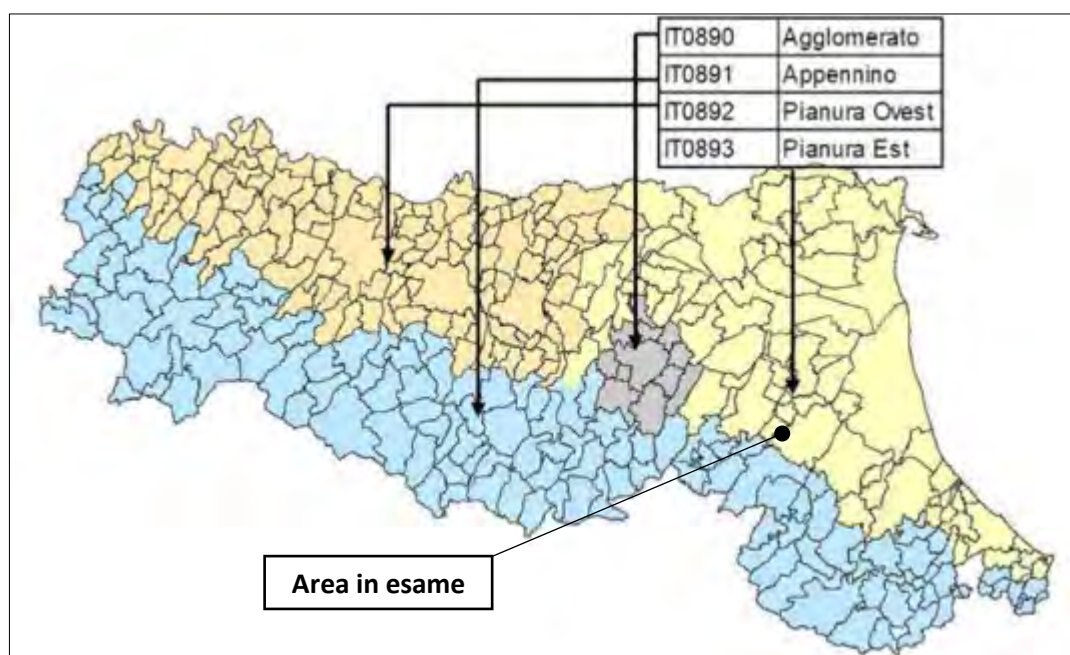 IT0890 Agglomerato
IT0891 Appennino
IT0892 Pianura Ovest
IT0893 Pianura Est
Area in esame